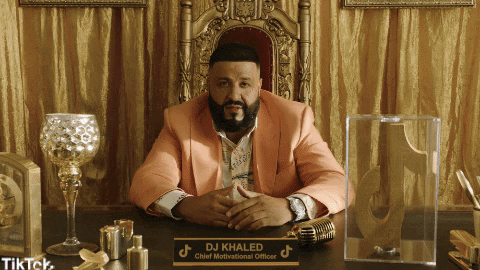 DJ KHALED
Chief Motivational Officer
TikTok